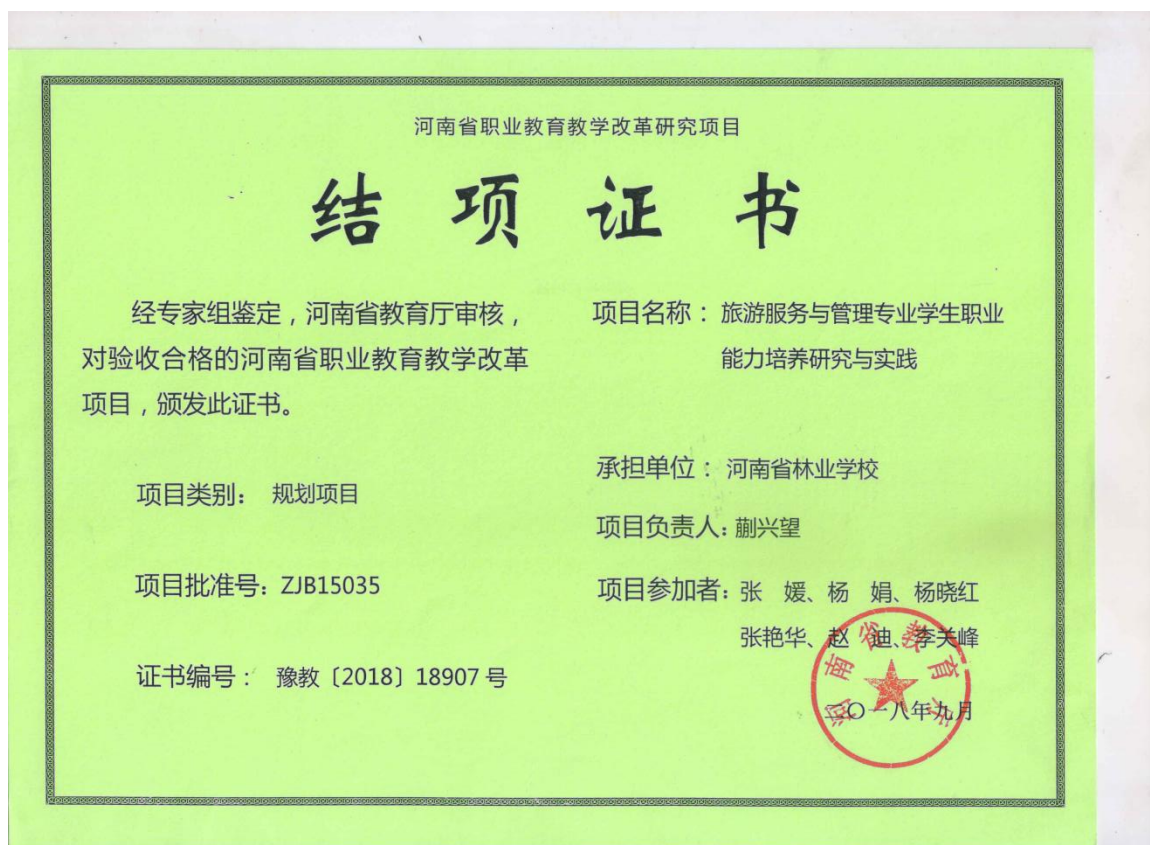 河南省职业教育教学改革研究项目
结 项 证 书
经专家组鉴定，河南省教育厅审核，
对验收合格的河南省职业教育教学改革
项目，颁发此证书。
项目类别： 规划项目
项目批准号：ZJB15035
证书编号： 豫教〔2018〕18907 号
项目名称： 旅游服务与管理专业学生职业
能力培养研究与实践
承担单位： 河南省林业学校
项目负责人：蒯兴望
项目参加者：张 媛、杨 娟、杨晓红
张艳华、赵 迪、李关峰
河南省教育厅
二〇一八年九月